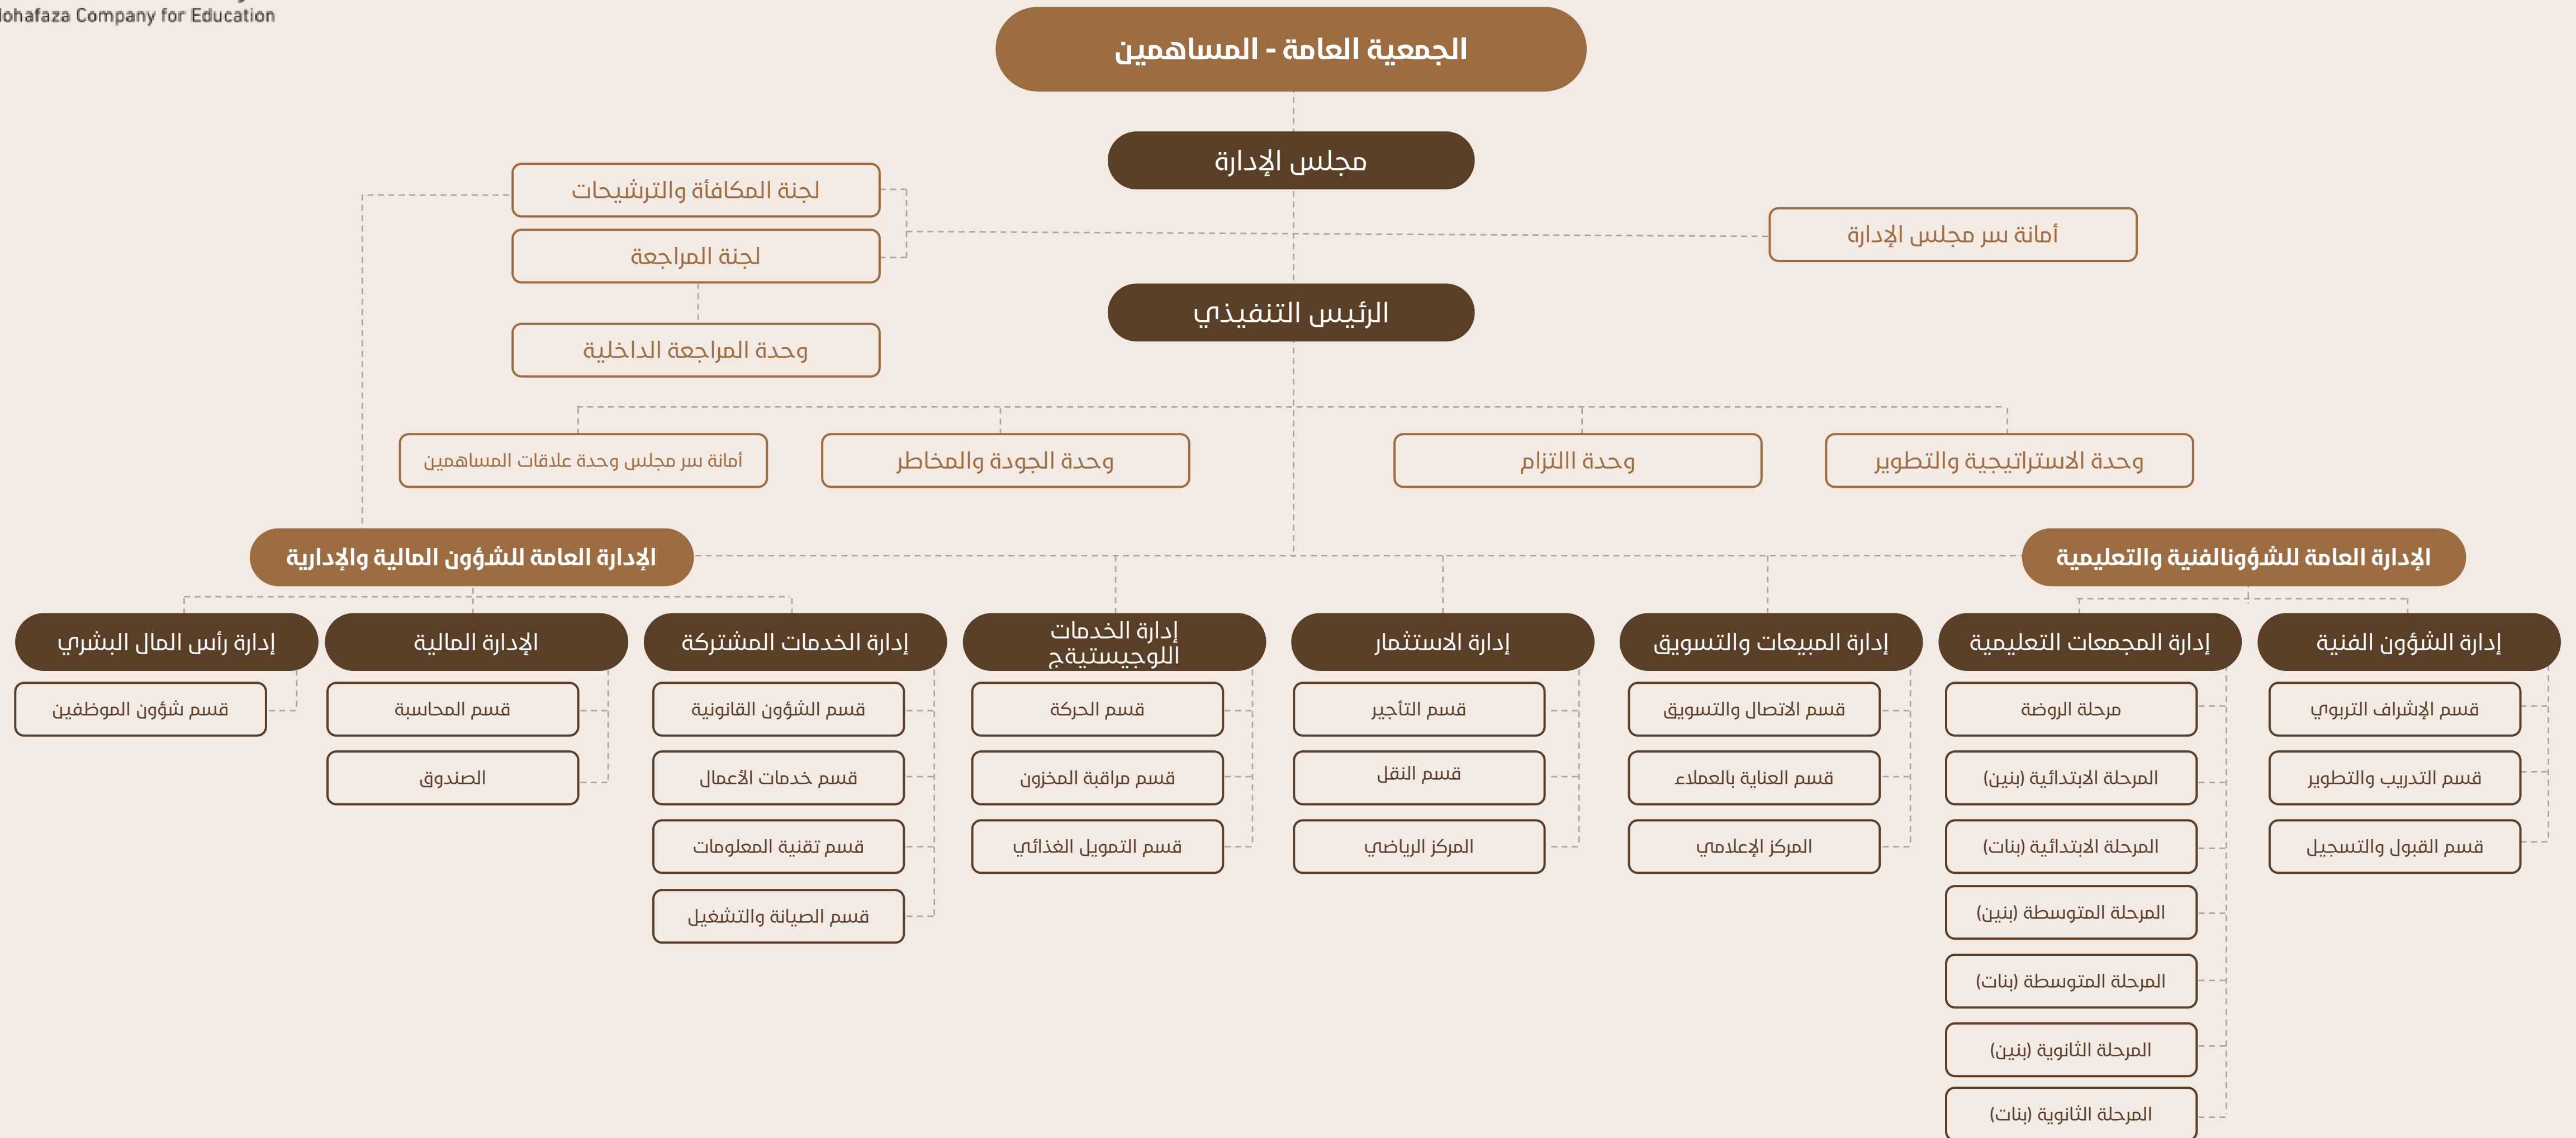 Company for Education
الجمعية العامة - المساهمين
مجلس الإدارة
لجنة المكافأة والترشيحات
أمانة سر مجلس الإدارة
لجنة المراجعة
الرئيس التنفيذي
وحدة المراجعة الداخلية
وحدة الاستراتيجية والتطوير
وحدة االتزام
وحدة الجودة والمخاطر
أمانة سر مجلس وحدة علاقات المساهمين
الإدارة العامة للشؤونالفنية والتعليمية
الإدارة العامة للشؤون المالية والإدارية
إدارة الشؤون الفنية
قسم الإشراف التربوي
قسم التدريب والتطوير
قسم القبول والتسجيل
إدارة المجمعات التعليمية
مرحلة الروضة
المرحلة الابتدائية (بنين)
المرحلة الابتدائية (بنات)
المرحلة المتوسطة (بنين)
المرحلة المتوسطة (بنات)
المرحلة الثانوية (بنين)
المرحلة الثانوية (بنات)
إدارة المبيعات والتسويق
قسم الاتصال والتسويق
قسم العناية بالعملاء
المركز الإعلامي
إدارة الاستثمار
قسم التأجير
قسم النقل
المركز الرياضي
إدارة الخدمات
اللوجيستيةج
قسم الحركة
قسم مراقبة المخزون
قسم التمويل الغذائي
إدارة الخدمات المشتركة
قسم الشؤون القانونية
قسم خدمات الأعمال
قسم تقنية المعلومات
قسم الصيانة والتشغيل
الإدارة المالية
قسم المحاسبة
الصندوق
إدارة رأس المال البشري
قسم شؤون الموظفين